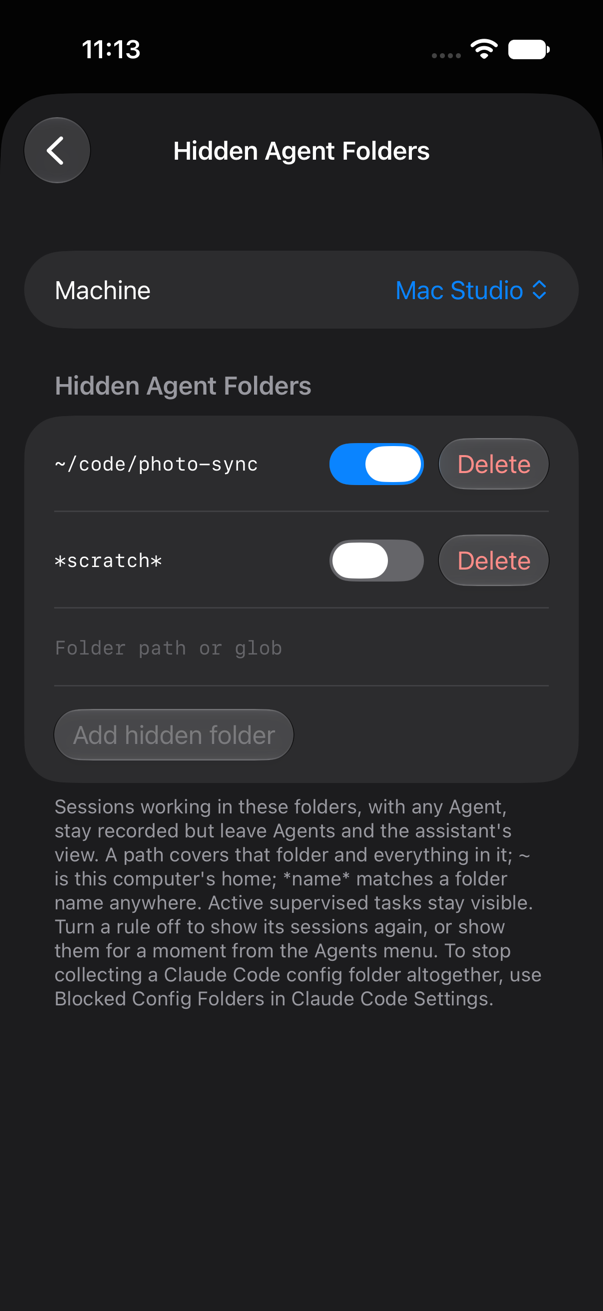 11:13
Hidden Agent Folders
Machine
Mac Studio
Hidden Agent Folders
~/code/photo-sync
Delete
*scratch*
Delete
Folder path or glob
Add hidden folder
Sessions working in these folders, with any Agent,
stay recorded but leave Agents and the assistant's
view. A path covers that folder and everything in it; ~
is this computer's home; *name* matches a folder
name anywhere. Active supervised tasks stay visible.
Turn a rule off to show its sessions again, or show
them for a moment from the Agents menu. To stop
collecting a Claude Code config folder altogether, use
Blocked Config Folders in Claude Code Settings.